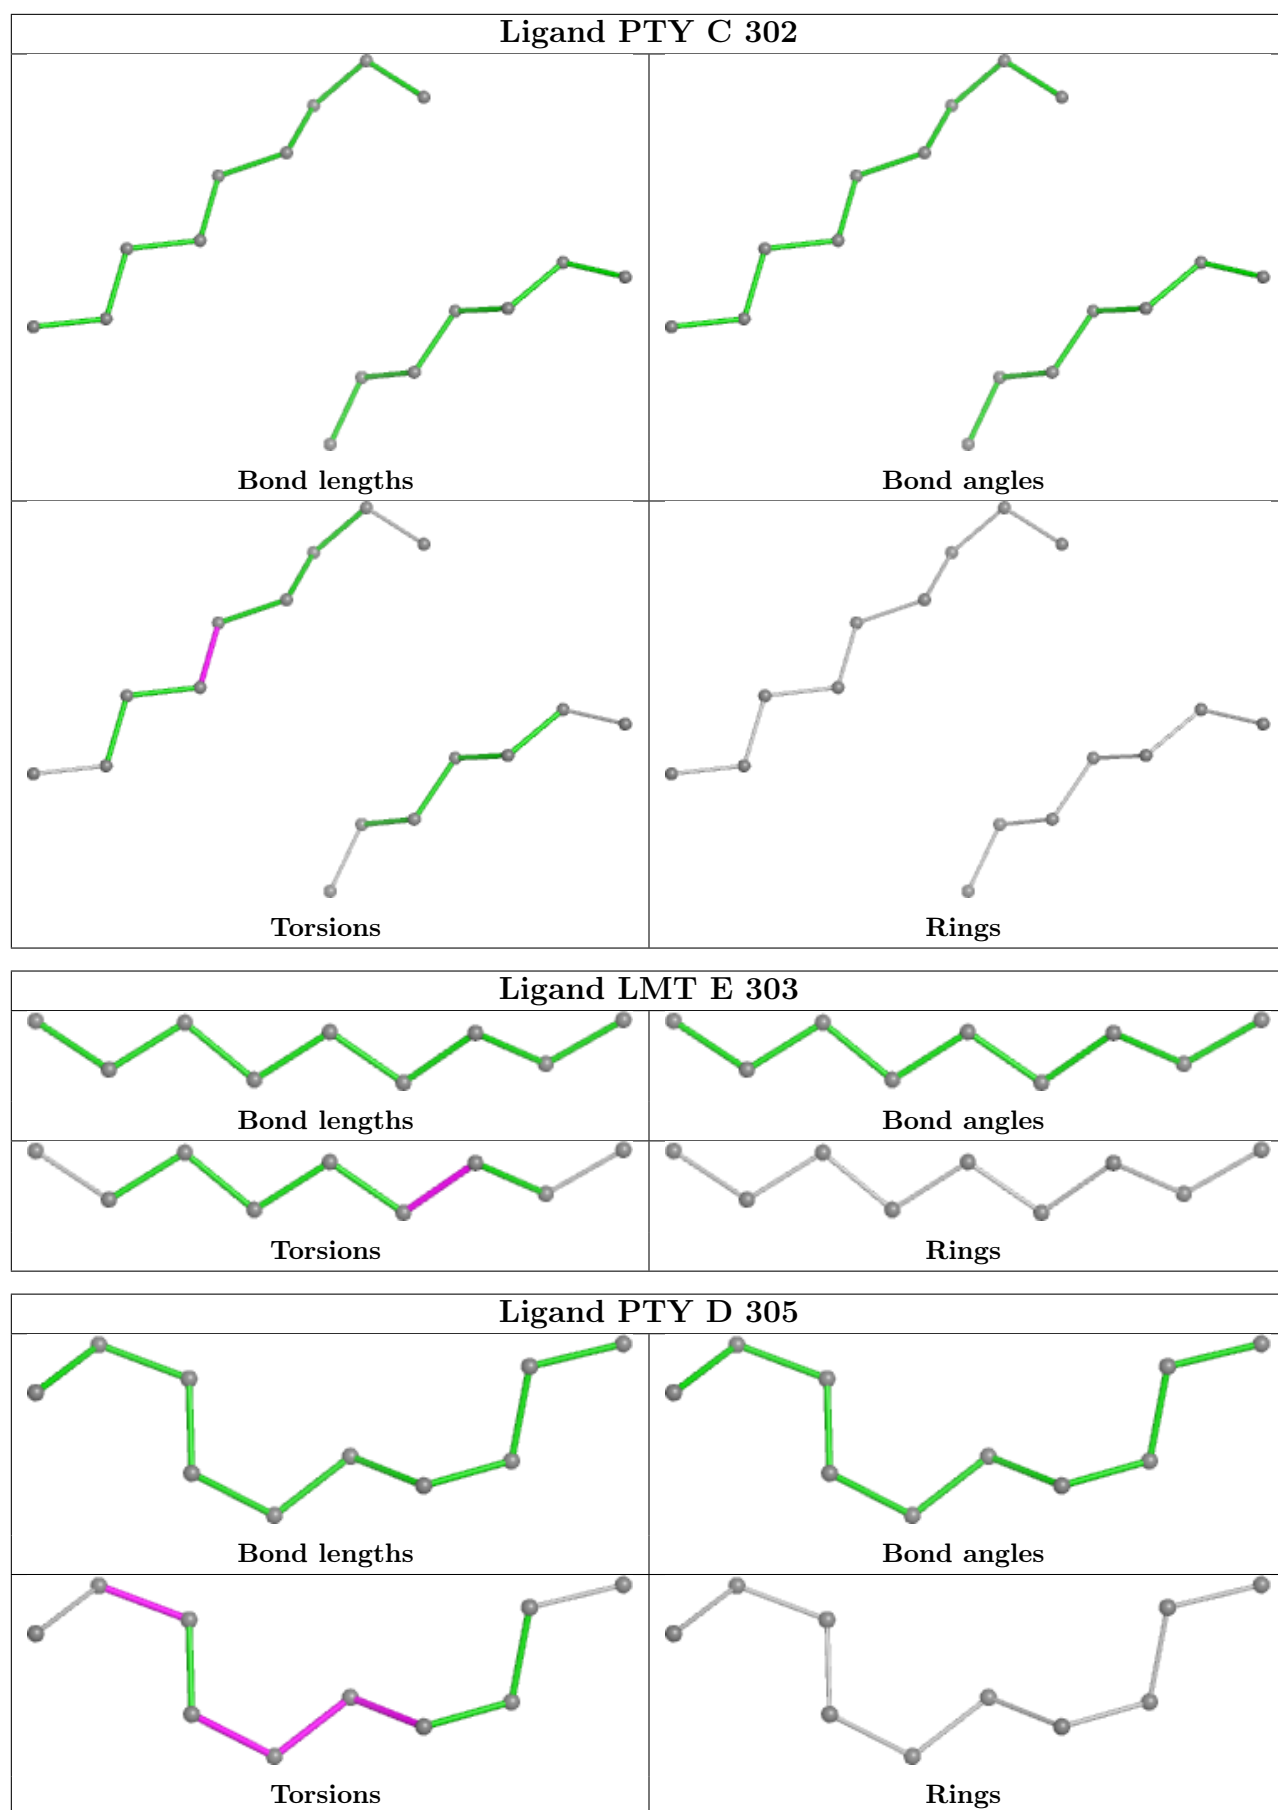 Ligand PTY C 302
Bond lengths
Bond angles
Torsions
Rings
Ligand LMT E 303
Bond lengths
Bond angles
Torsions
Rings
Ligand PTY D 305
Bond lengths
Bond angles
Torsions
Rings